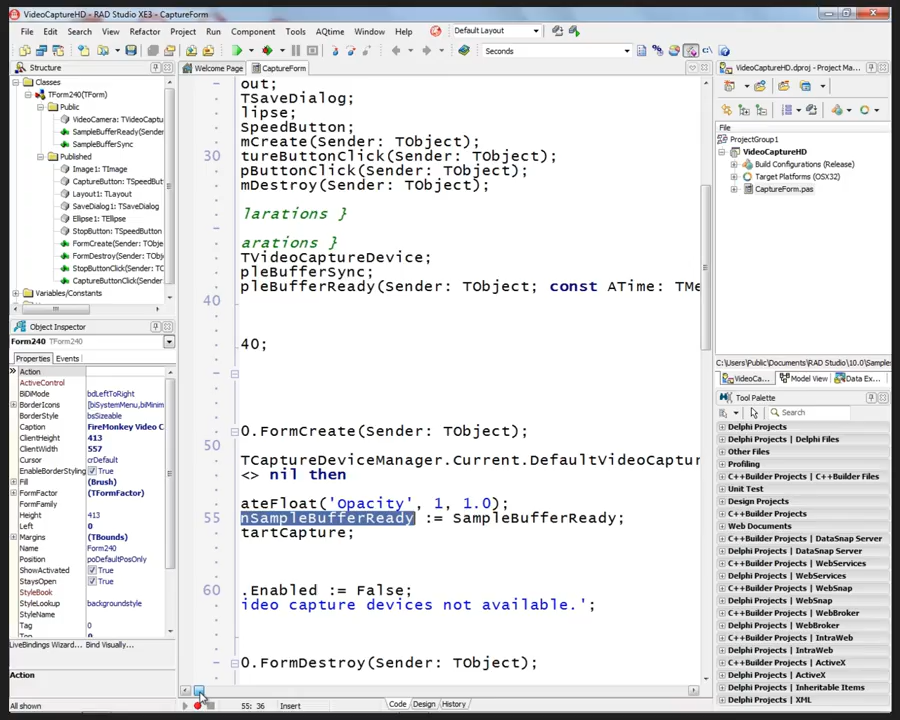 VideoCaptureHD - RAD Studio XE3 - CaptureForm
File Edit Search View Refactor Project Run Component Tools AQtime Window Help
Default Layout
Seconds
Structure
Classes
TForm240(TForm)
Public
VideoCamera: TVideoCaptu
SampleBufferReady(Sende
SampleBufferSync
Published
Image1: TImage
CaptureButton: TSpeedBut
Layout1: TLayout
SaveDialog1: TSaveDialog
Ellipse1: TEllipse
StopButton: TSpeedButton
FormCreate(Sender: TObje
FormDestroy(Sender: TObj
StopButtonClick(Sender: TC
CaptureButtonClick(Sender
Variables/Constants
Object Inspector
Form240 TForm240
Properties Events
Action
ActiveControl
BiDiMode bdLeftToRight
BorderIcons [biSystemMenu,biMinim
BorderStyle bsSizeable
Caption FireMonkey Video C
ClientHeight 413
ClientWidth 557
Cursor crDefault
EnableBorderStyling True
Fill (Brush)
FormFactor (TFormFactor)
FormFamily
Height 413
Left 0
Margins (TBounds)
Name Form240
Position poDefaultPosOnly
ShowActivated True
StaysOpen True
StyleBook
StyleLookup backgroundstyle
StyleName
Tag 0
LiveBindings Wizard... Bind Visually...
Action
All shown
Welcome Page CaptureForm
out;
TSaveDialog;
lipse;
SpeedButton;
mCreate(Sender: TObject);
30 tureButtonClick(Sender: TObject);
pButtonClick(Sender: TObject);
mDestroy(Sender: TObject);
larations }
arations }
TVideoCaptureDevice;
pleBufferSync;
pleBufferReady(Sender: TObject; const ATime: TMe
40
40;
0.FormCreate(Sender: TObject);
50
TCaptureDeviceManager.Current.DefaultVideoCaptur
<> nil then
ateFloat('Opacity', 1, 1.0);
55 nSampleBufferReady := SampleBufferReady;
tartCapture;
60 .Enabled := False;
ideo capture devices not available.';
0.FormDestroy(Sender: TObject);
55: 36 Insert Code Design History
VideoCaptureHD.dproj - Project Ma...
File
ProjectGroup1
VideoCaptureHD
Build Configurations (Release)
Target Platforms (OSX32)
CaptureForm.pas
C:\Users\Public\Documents\RAD Studio\10.0\Sample
VideoCa... Model View Data Ex...
Tool Palette
Search
Delphi Projects
Delphi Projects | Delphi Files
Other Files
Profiling
C++Builder Projects | C++Builder Files
Unit Test
Design Projects
C++Builder Projects
Web Documents
C++Builder Projects | DataSnap Server
Delphi Projects | DataSnap Server
C++Builder Projects | WebServices
Delphi Projects | WebServices
C++Builder Projects | WebSnap
Delphi Projects | WebSnap
C++Builder Projects | WebBroker
Delphi Projects | WebBroker
C++Builder Projects | IntraWeb
Delphi Projects | IntraWeb
C++Builder Projects | ActiveX
Delphi Projects | ActiveX
Delphi Projects | Inheritable Items
Delphi Projects | XML